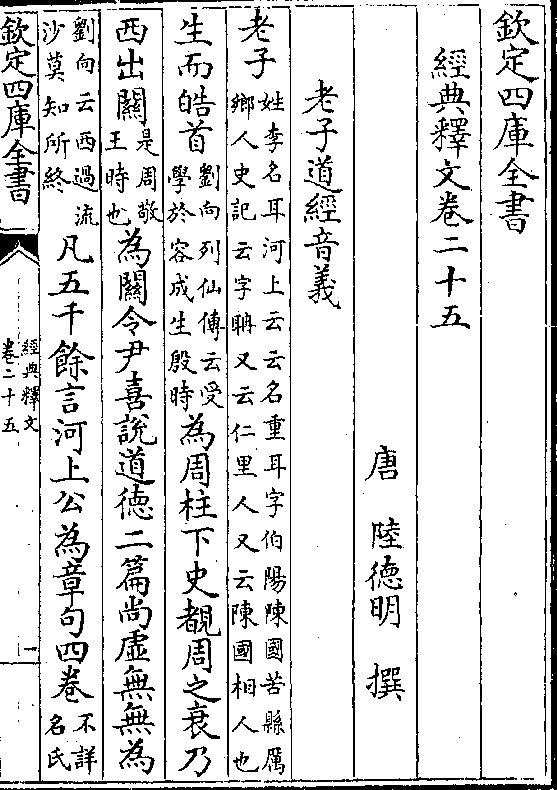 欽定四庫全書
經典釋文卷二十五
唐 陸德明 撰
老子道經音義
老子姓李名耳河上云云名重耳字伯陽陳國苦縣厲
鄉人史記云字聃又云仁里人又云陳國相人也
生而皓首劉向列仙傳云受
學於容成生殷時為周柱下史覩周之衰乃
西出關是周敬
王時也為關令尹喜說道德二篇尚虛無無為
劉向云西過流
沙莫知所終凡五千餘言河上公為章句四卷不詳
名氏
欽定四庫全書
經典釋文
卷二十五
一